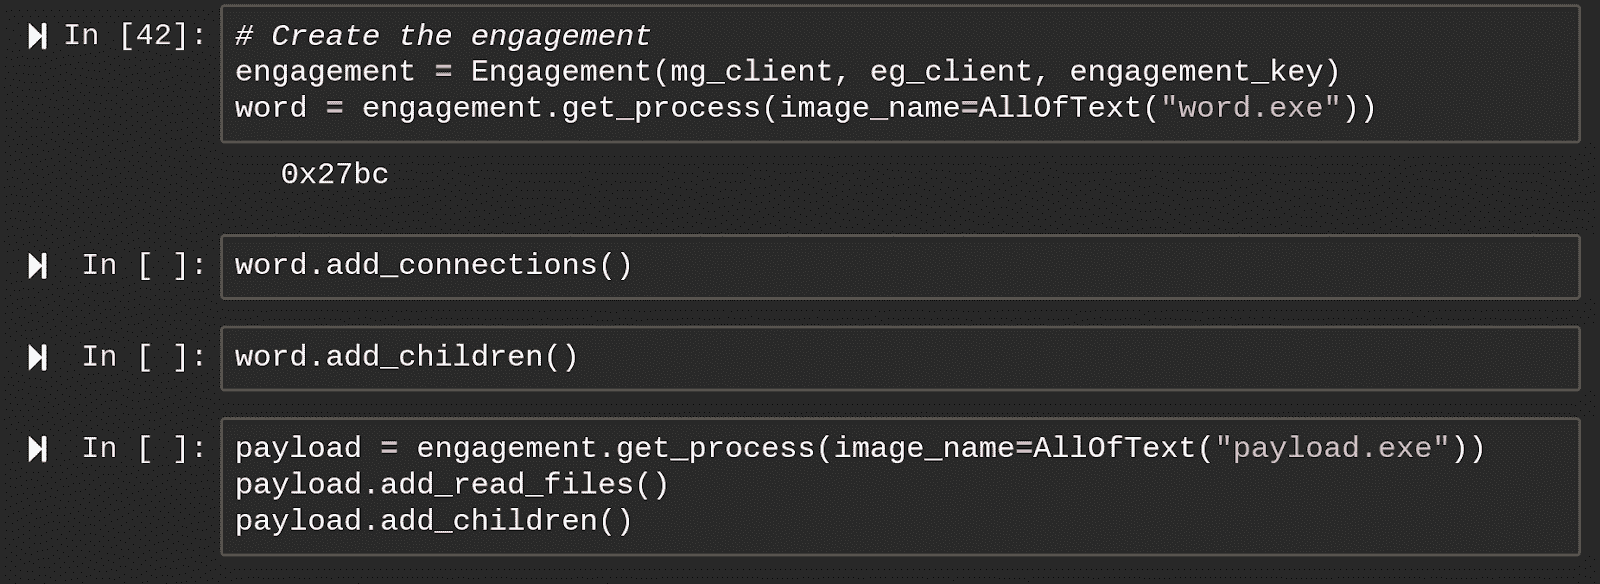 In [42]: # Create the engagement
engagement = Engagement(mg_client, eg_client, engagement_key)
word = engagement.get_process(image_name=AllOfText("word.exe"))
0x27bc
In [ ]: word.add_connections()
In [ ]: word.add_children()
In [ ]: payload = engagement.get_process(image_name=AllOfText("payload.exe"))
payload.add_read_files()
payload.add_children()